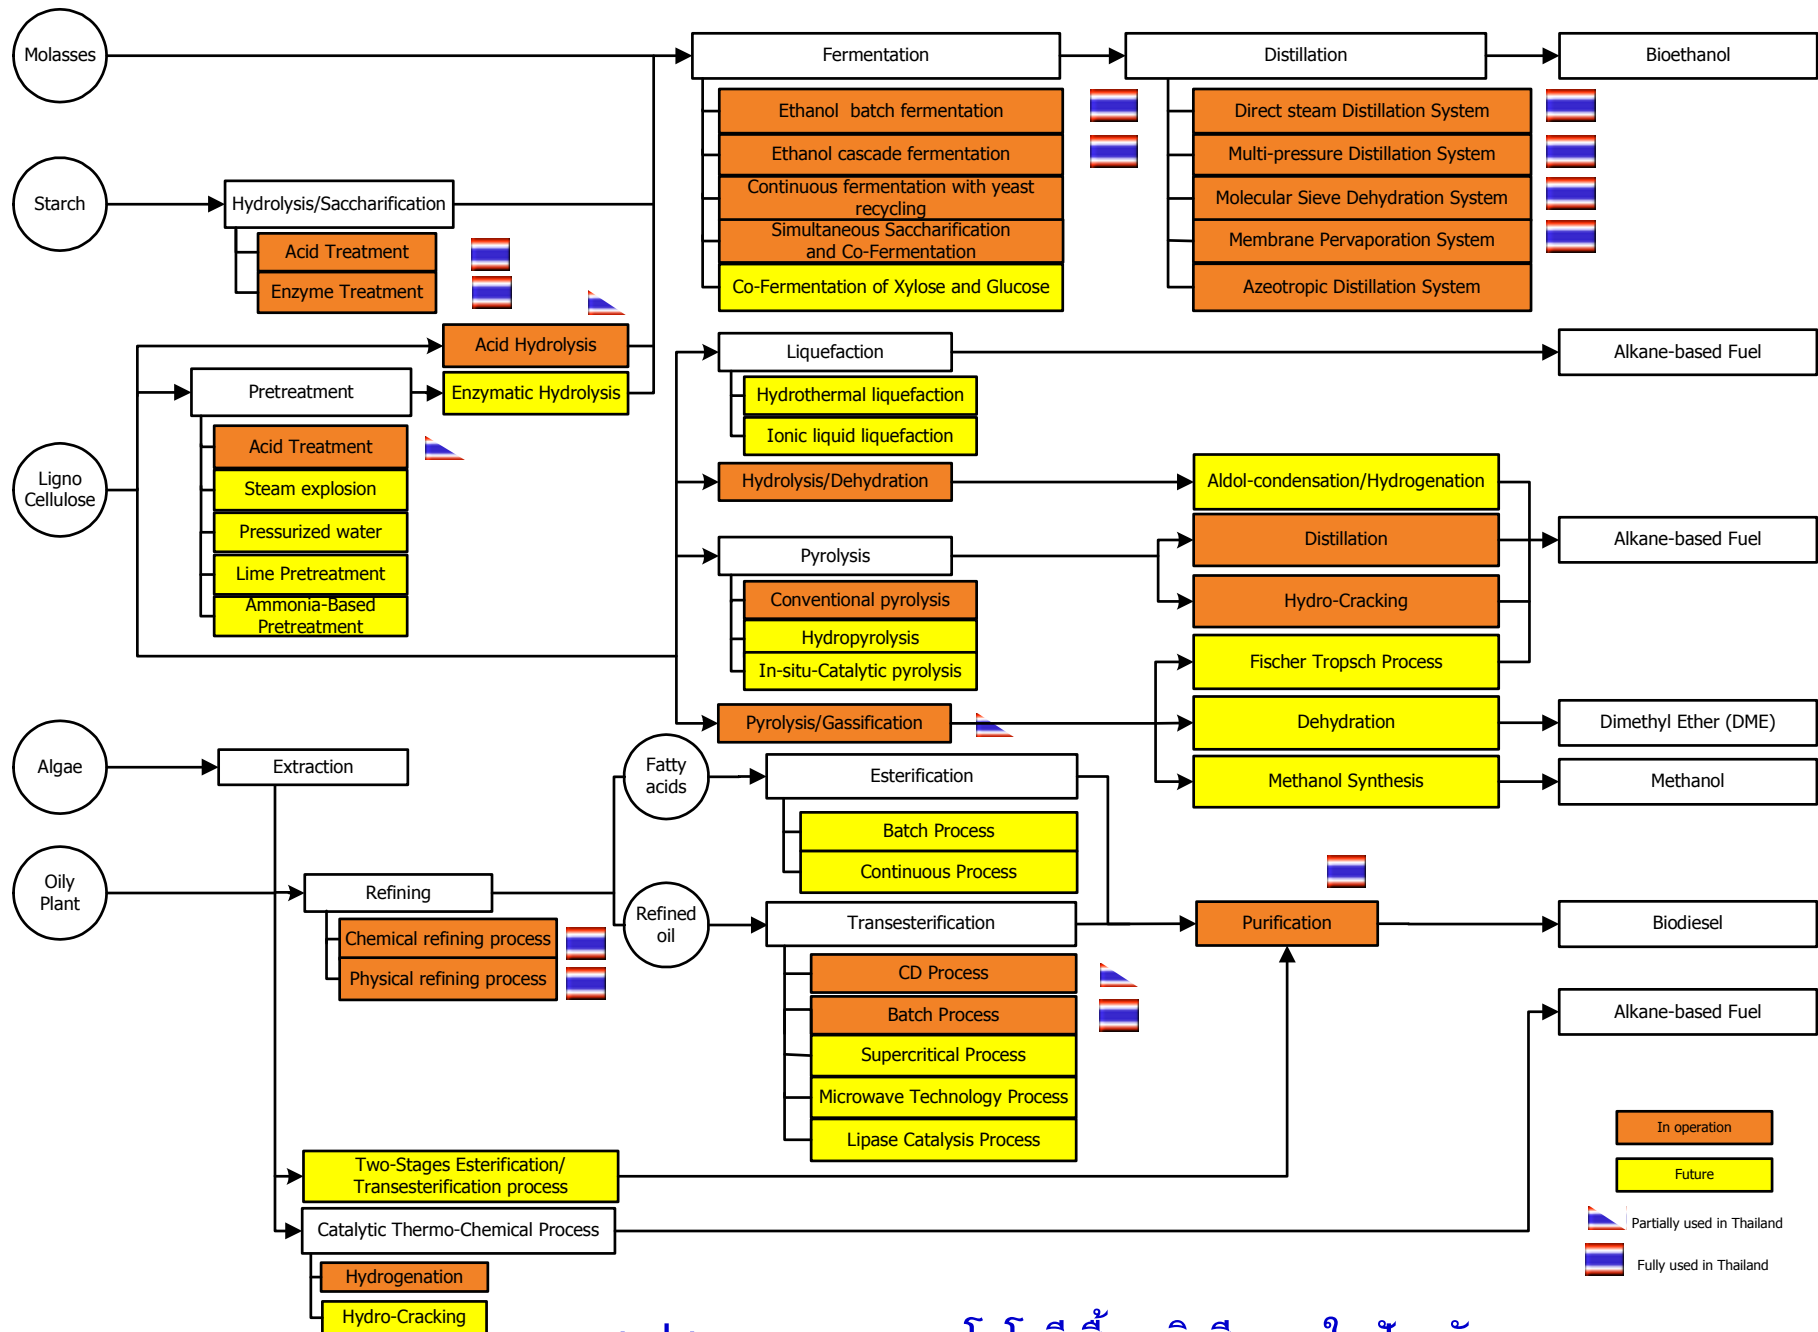 Molasses
Fermentation
Distillation
Bioethanol
Ethanol batch fermentation
Direct steam Distillation System
Ethanol cascade fermentation
Multi-pressure Distillation System
Starch
Hydrolysis/Saccharification
Continuous fermentation with yeast
recycling
Molecular Sieve Dehydration System
Acid Treatment
Simultaneous Saccharification
and Co-Fermentation
Membrane Pervaporation System
Enzyme Treatment
Co-Fermentation of Xylose and Glucose
Azeotropic Distillation System
Acid Hydrolysis
Liquefaction
Alkane-based Fuel
Pretreatment
Enzymatic Hydrolysis
Hydrothermal liquefaction
Acid Treatment
Ionic liquid liquefaction
Ligno
Cellulose
Steam explosion
Hydrolysis/Dehydration
Aldol-condensation/Hydrogenation
Pressurized water
Distillation
Alkane-based Fuel
Lime Pretreatment
Pyrolysis
Ammonia-Based
Pretreatment
Conventional pyrolysis
Hydro-Cracking
Hydropyrolysis
In-situ-Catalytic pyrolysis
Fischer Tropsch Process
Pyrolysis/Gassification
Dehydration
Dimethyl Ether (DME)
Algae
Extraction
Fatty
acids
Esterification
Methanol Synthesis
Methanol
Batch Process
Continuous Process
Oily
Plant
Refining
Refined
oil
Transesterification
Purification
Biodiesel
Chemical refining process
Physical refining process
CD Process
Batch Process
Alkane-based Fuel
Supercritical Process
Microwave Technology Process
Lipase Catalysis Process
In operation
Two-Stages Esterification/
Transesterification process
Future
Catalytic Thermo-Chemical Process
Partially used in Thailand
Hydrogenation
Fully used in Thailand
Hydro-Cracking